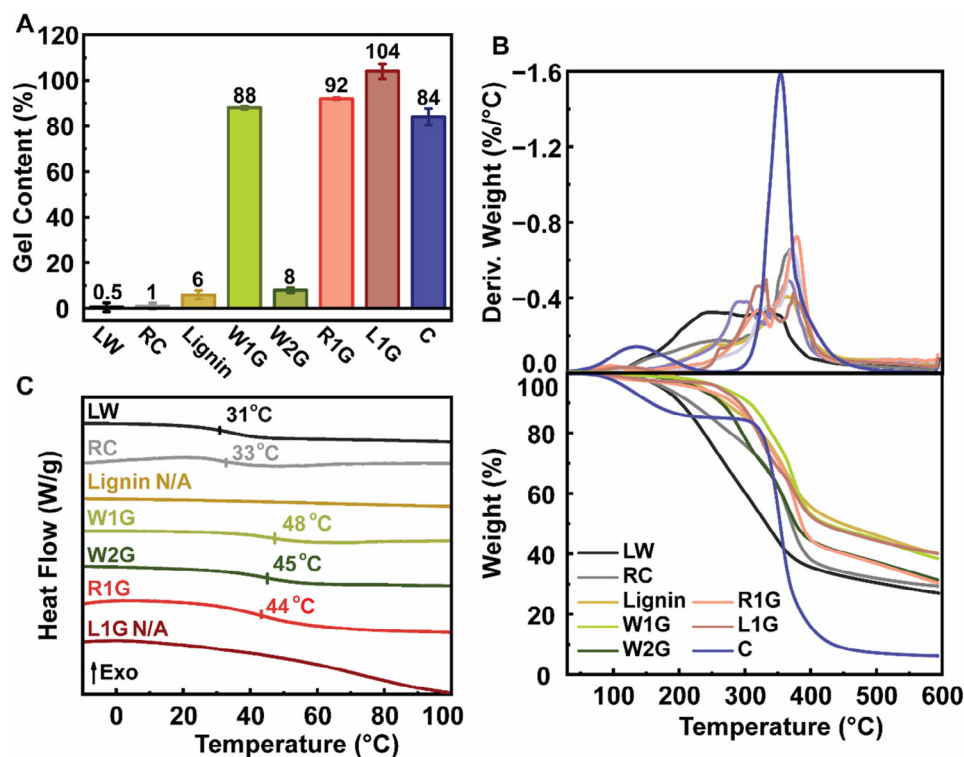 A
Gel Content (%)
120
100
80
60
40
20
0
0.5
1
6
88
8
92
104
84
LW
RC
Lignin
W1G
W2G
R1G
L1G
C
B
Deriv. Weight (%/°C)
−1.6
−1.2
−0.8
−0.4
0.0
Weight (%)
100
80
60
40
20
0
LW
RC
Lignin
W1G
W2G
R1G
L1G
C
100
200
300
400
500
600
Temperature (°C)
C
Heat Flow (W/g)
LW
31°C
RC
33°C
Lignin N/A
W1G
48 °C
W2G
45°C
R1G
44°C
L1G N/A
↑Exo
0
20
40
60
80
100
Temperature (°C)